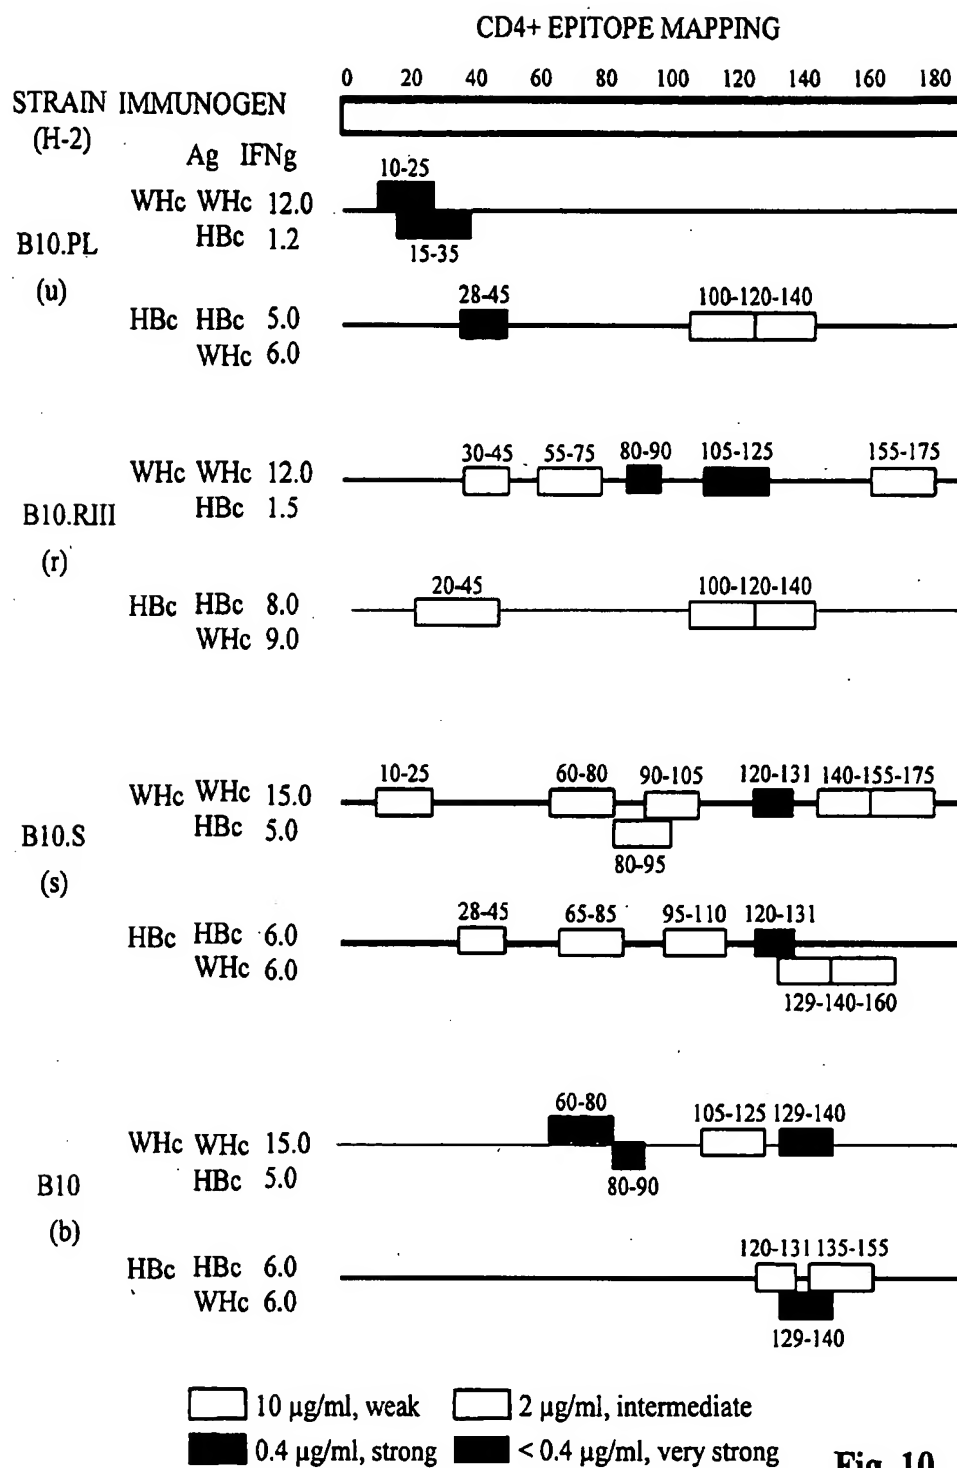 CD4+ EPITOPE MAPPING
0 20 40 60 80 100 120 140 160 180
STRAIN IMMUNOGEN
(H-2)
Ag IFNg
10-25
WHc WHc 12.0
HBc 1.2
15-35
B10.PL
(u)
28-45 100-120-140
HBc HBc 5.0
WHc 6.0
30-45 55-75 80-90 105-125 155-175
WHc WHc 12.0
HBc 1.5
B10.RIII
(r)
20-45 100-120-140
HBc HBc 8.0
WHc 9.0
10-25 60-80 90-105 120-131 140-155-175
WHc WHc 15.0
HBc 5.0
80-95
B10.S
(s)
28-45 65-85 95-110 120-131
HBc HBc 6.0
WHc 6.0
129-140-160
60-80 105-125 129-140
WHc WHc 15.0
HBc 5.0
80-90
B10
(b)
120-131 135-155
HBc HBc 6.0
WHc 6.0
129-140
10 µg/ml, weak 2 µg/ml, intermediate
0.4 µg/ml, strong < 0.4 µg/ml, very strong
Fig. 10